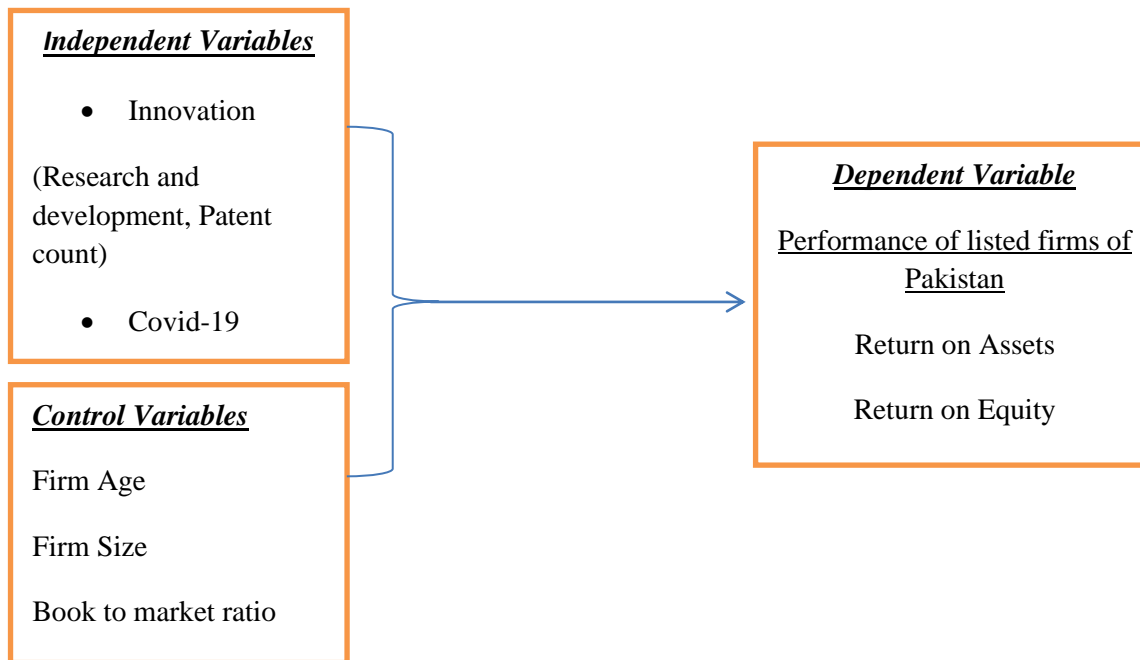 Independent Variables
• Innovation
(Research and
development, Patent
count)
• Covid-19
Control Variables
Firm Age
Firm Size
Book to market ratio
Dependent Variable
Performance of listed firms of
Pakistan
Return on Assets
Return on Equity